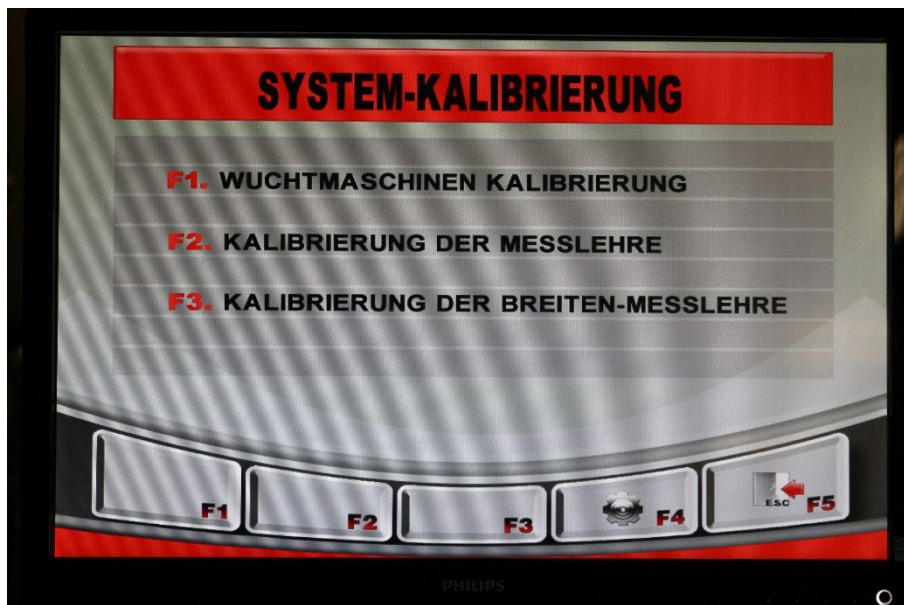 SYSTEM-KALIBRIERUNG
F1. WUCHTMASCHINEN KALIBRIERUNG
F2. KALIBRIERUNG DER MESSLEHRE
F3. KALIBRIERUNG DER BREITEN-MESSLEHRE
F1
F2
F3
F4
ESC F5
PHILIPS